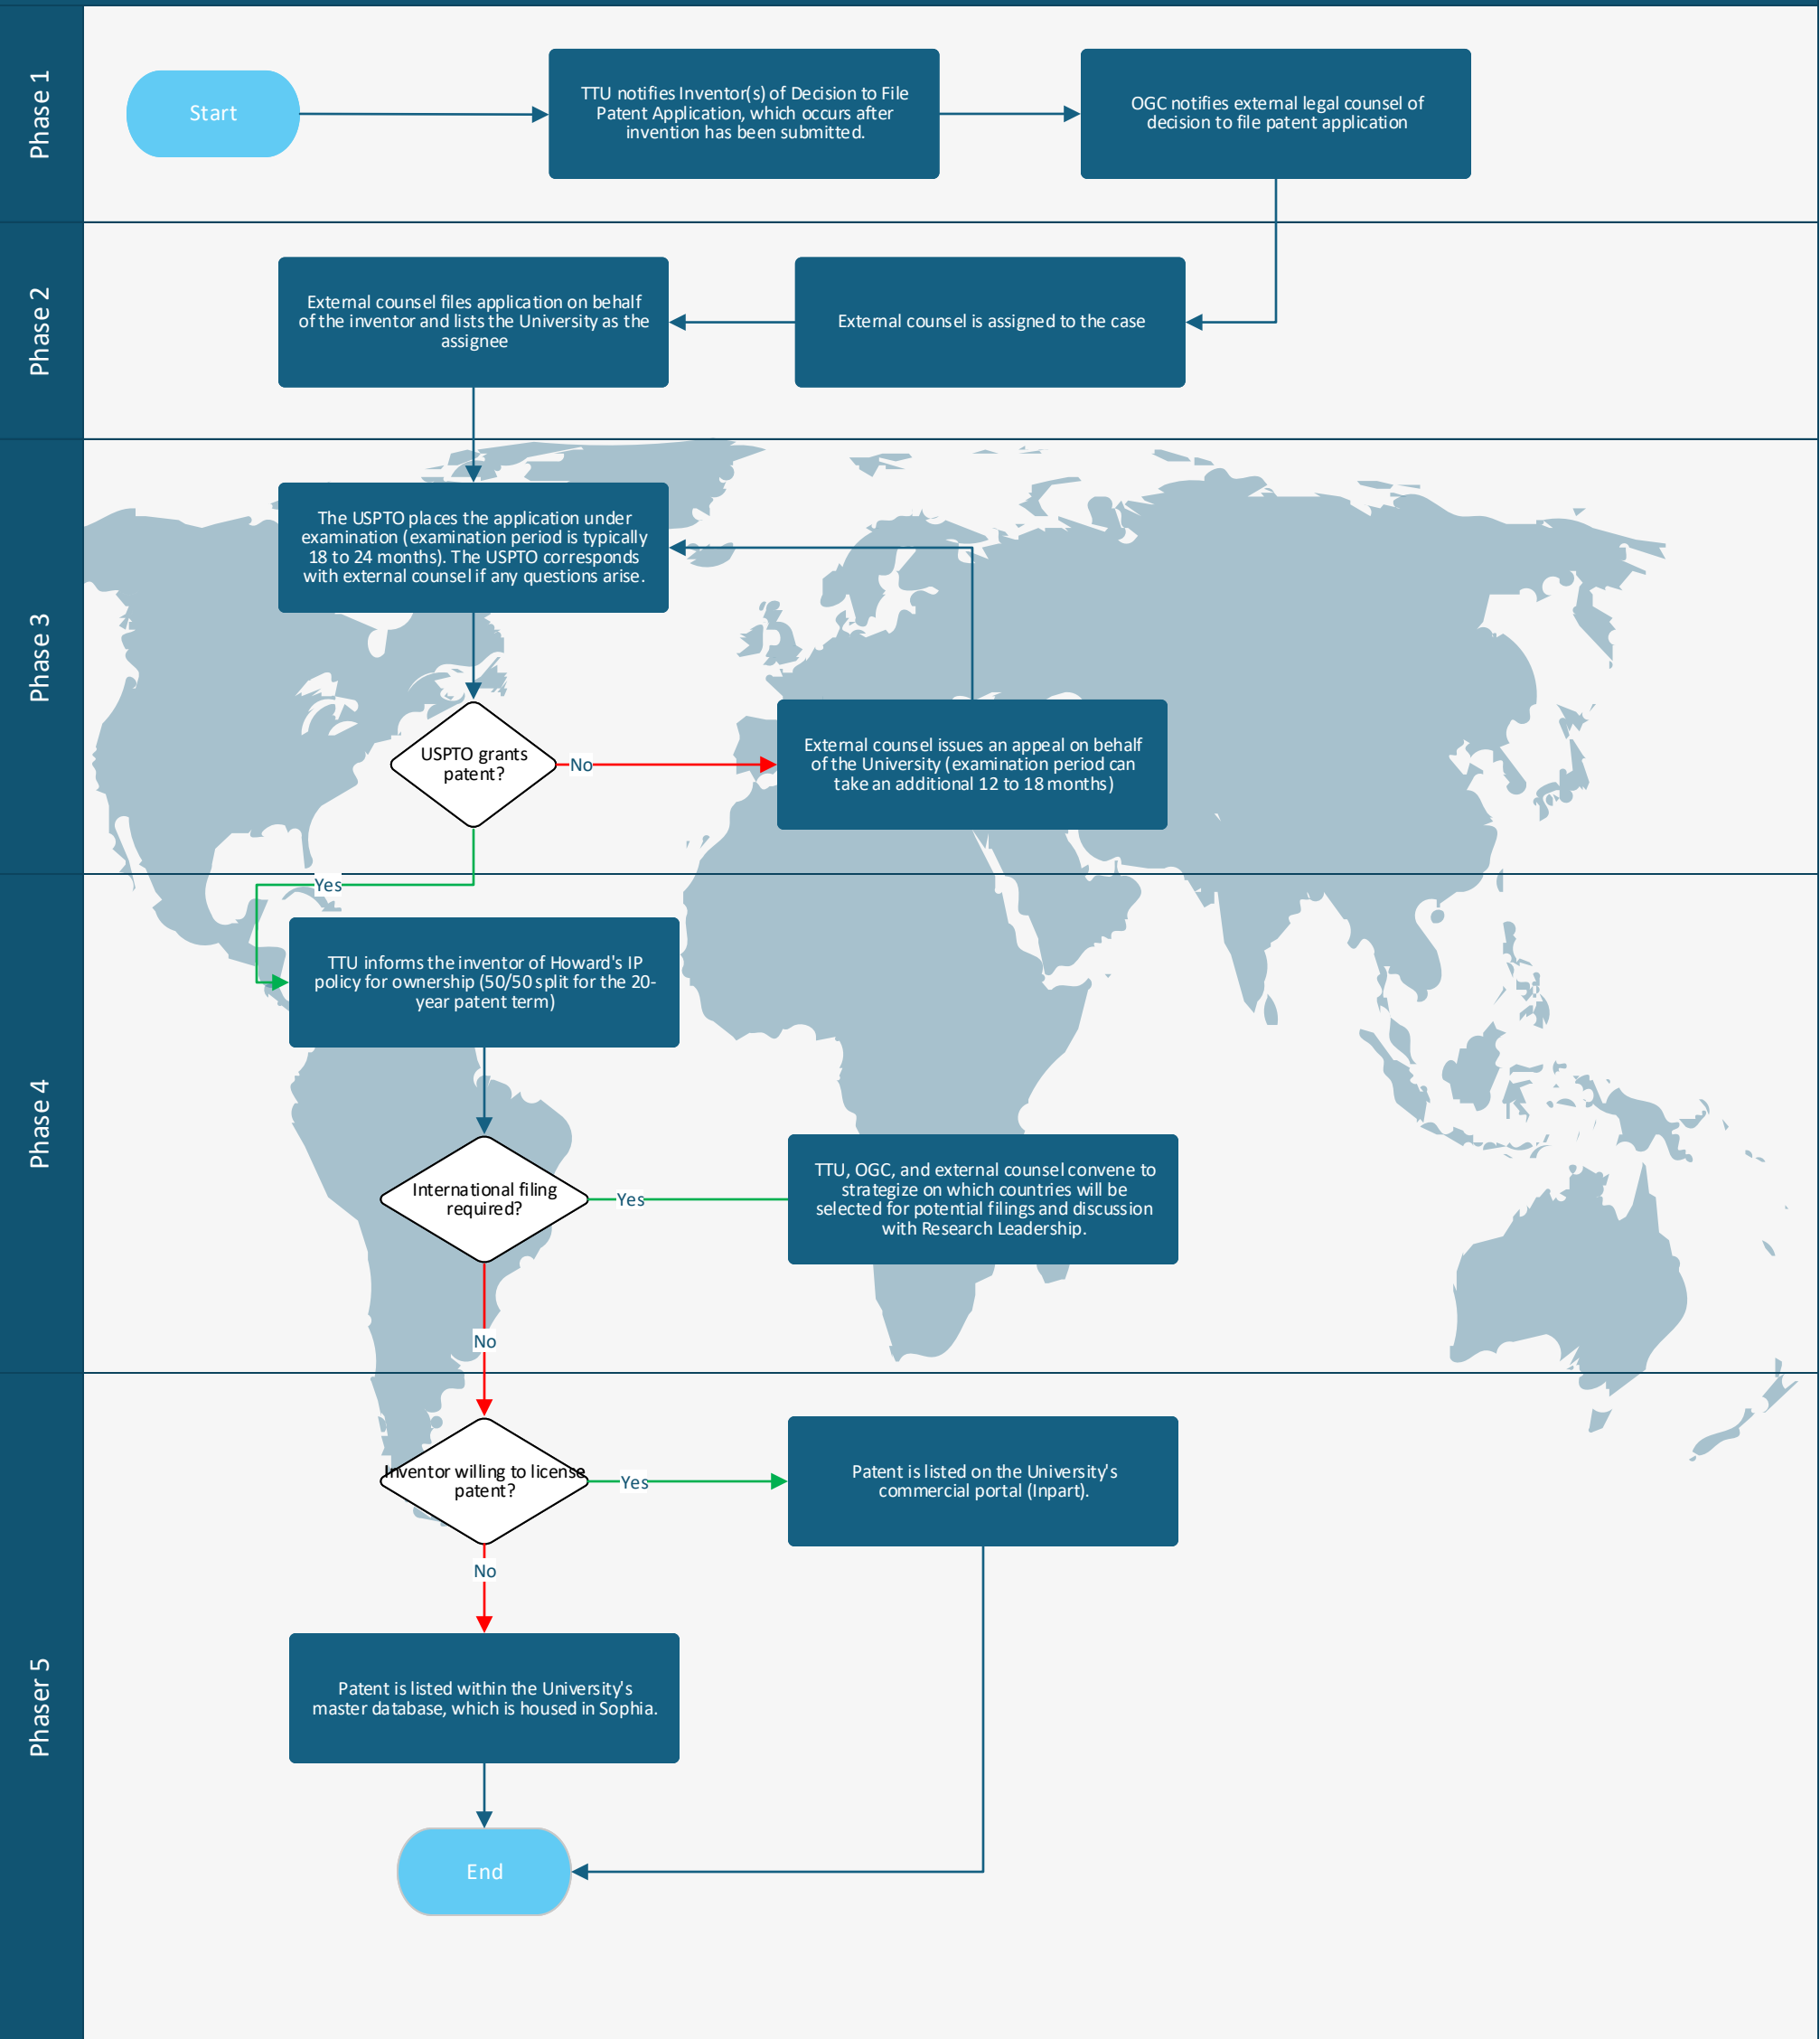 Phase 1
Start
TTU notifies Inventor(s) of Decision to File
Patent Application, which occurs after
invention has been submitted.
OGC notifies external legal counsel of
decision to file patent application
Phase 2
External counsel is assigned to the case
External counsel files application on behalf
of the inventor and lists the University as the
assignee
Phase 3
The USPTO places the application under
examination (examination period is typically
18 to 24 months). The USPTO corresponds
with external counsel if any questions arise.
USPTO grants
patent?
No
External counsel issues an appeal on behalf
of the University (examination period can
take an additional 12 to 18 months)
Yes
Phase 4
TTU informs the inventor of Howard's IP
policy for ownership (50/50 split for the 20-
year patent term)
International filing
required?
Yes
TTU, OGC, and external counsel convene to
strategize on which countries will be
selected for potential filings and discussion
with Research Leadership.
No
Phaser 5
Inventor willing to license
patent?
Yes
Patent is listed on the University's
commercial portal (Inpart).
No
Patent is listed within the University's
master database, which is housed in Sophia.
End